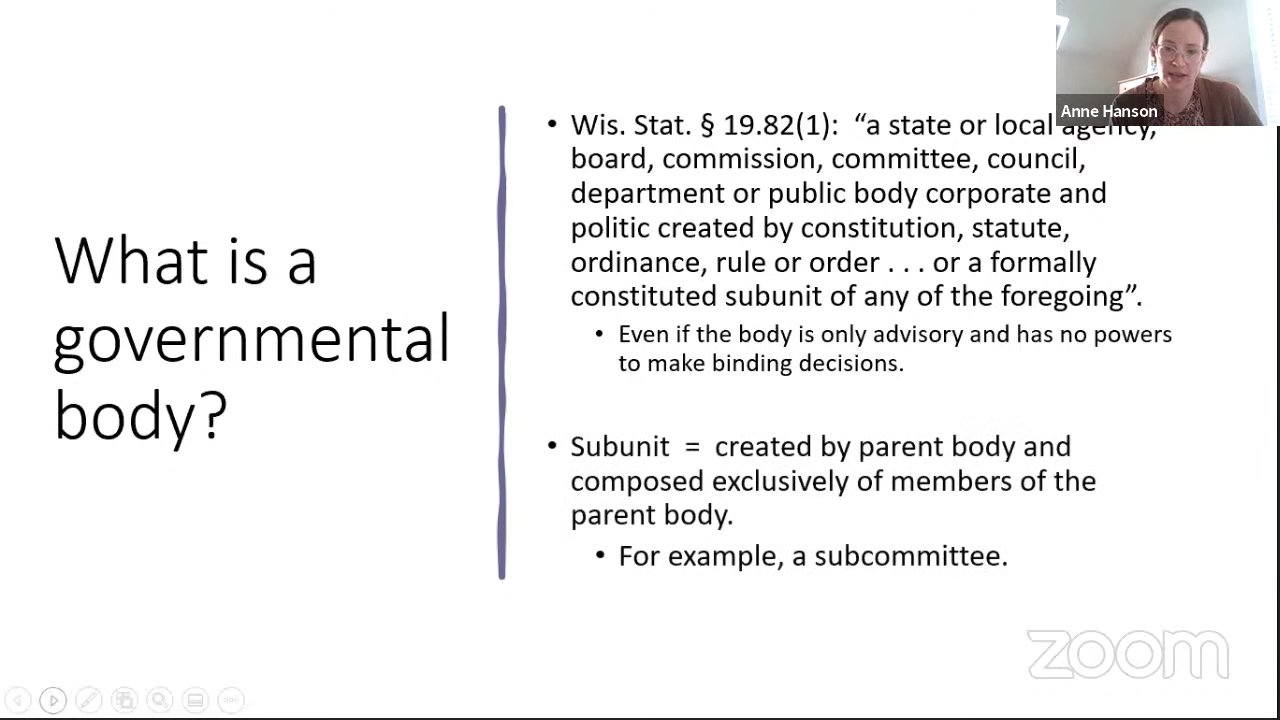 What is a
governmental
body?
• Wis. Stat. § 19.82(1): “a state or local agency,
board, commission, committee, council,
department or public body corporate and
politic created by constitution, statute,
ordinance, rule or order . . . or a formally
constituted subunit of any of the foregoing”.
• Even if the body is only advisory and has no powers
to make binding decisions.
• Subunit = created by parent body and
composed exclusively of members of the
parent body.
• For example, a subcommittee.
Anne Hanson
zoom